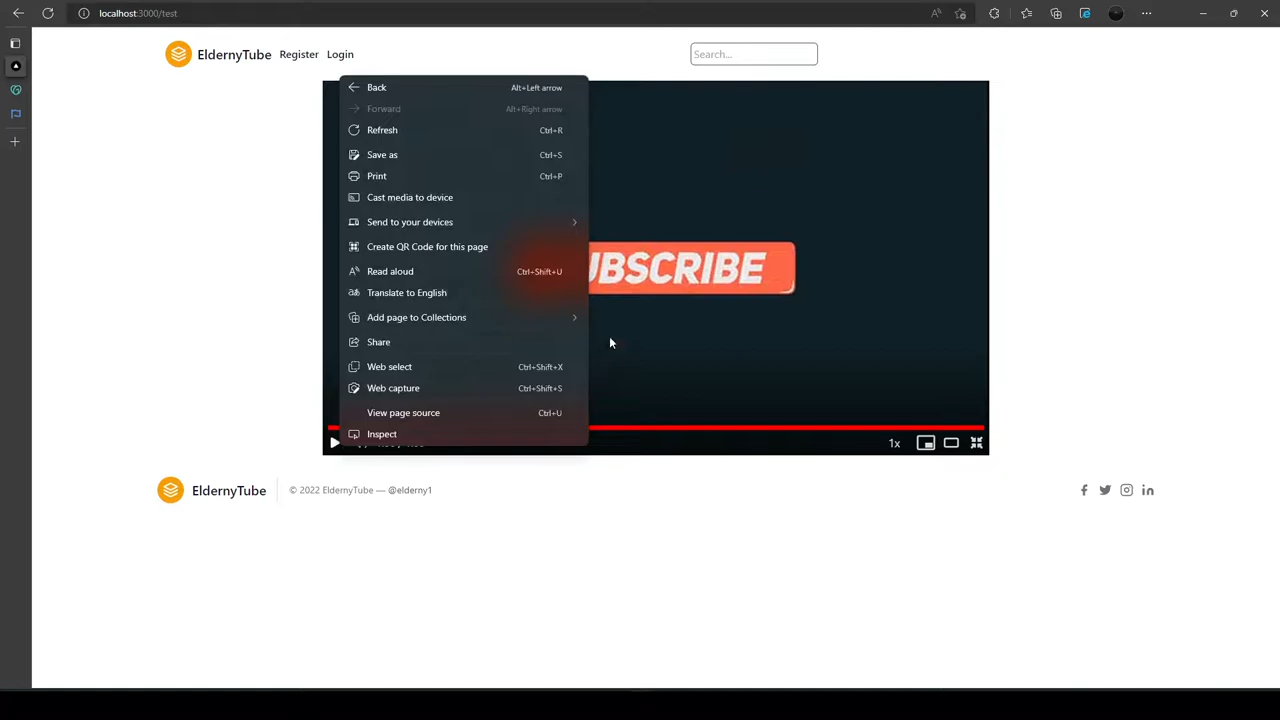 localhost:3000/test
EldernyTube Register Login Search...
Back Alt+Left arrow
Forward Alt+Right arrow
Refresh Ctrl+R
Save as Ctrl+S
Print Ctrl+P
Cast media to device
Send to your devices
Create QR Code for this page
Read aloud Ctrl+Shift+U
Translate to English
Add page to Collections
Share
Web select Ctrl+Shift+X
Web capture Ctrl+Shift+S
View page source Ctrl+U
Inspect
UBSCRIBE
1x
EldernyTube © 2022 EldernyTube — @elderny1